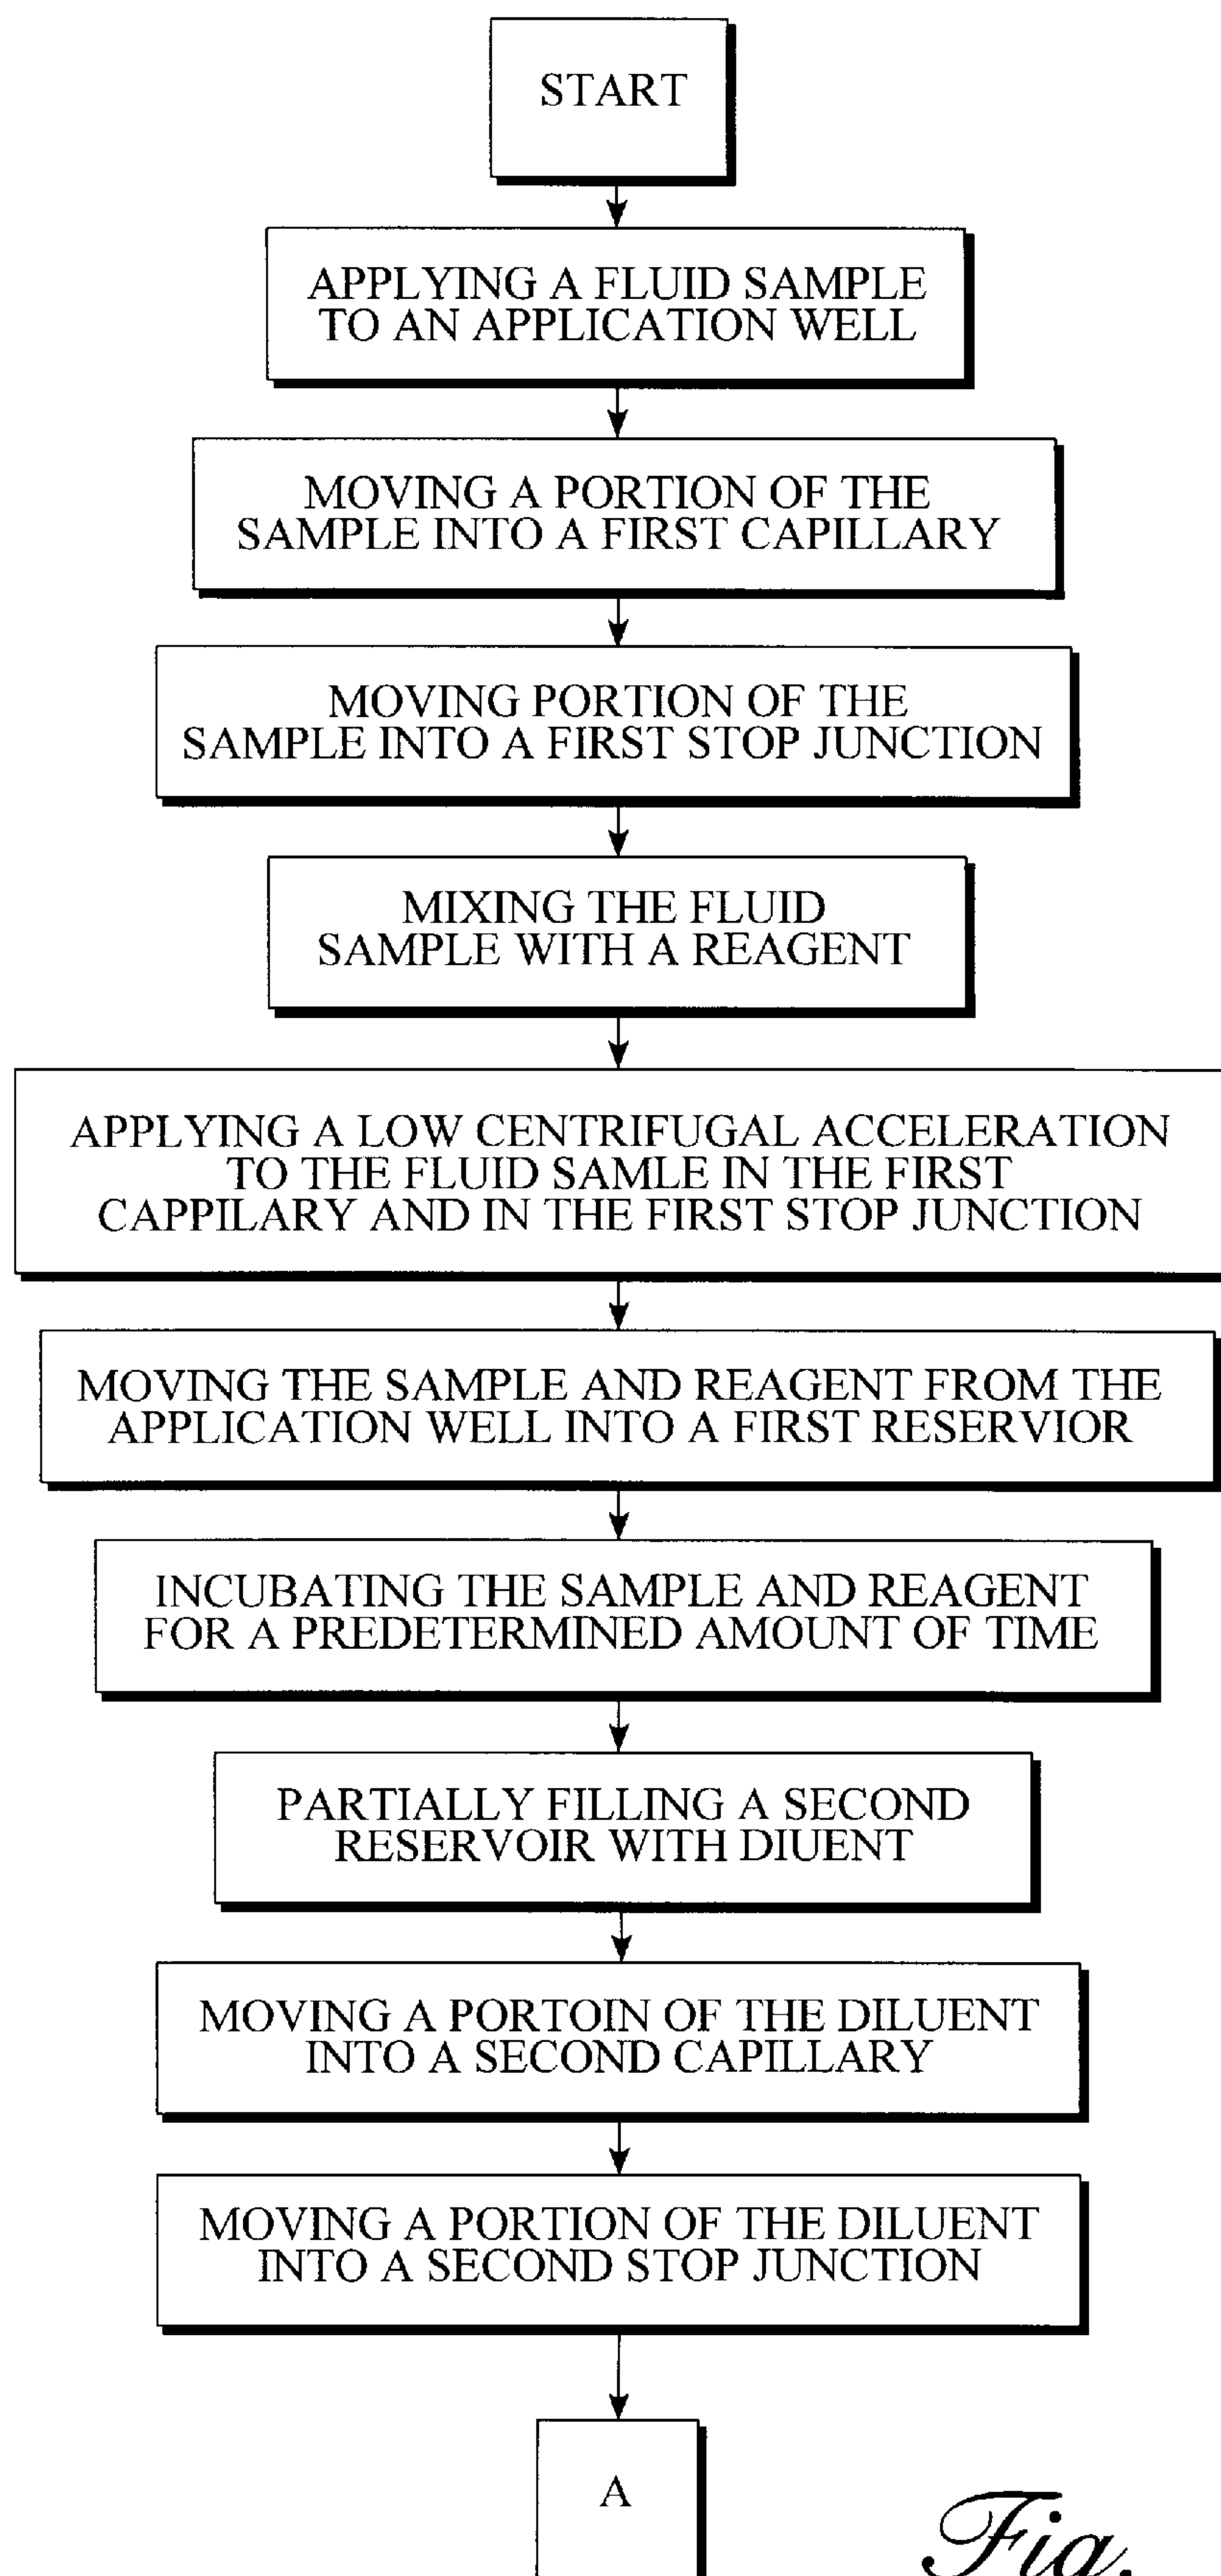 START
APPLYING A FLUID SAMPLE
TO AN APPLICATION WELL
MOVING A PORTION OF THE
SAMPLE INTO A FIRST CAPILLARY
MOVING PORTION OF THE
SAMPLE INTO A FIRST STOP JUNCTION
MIXING THE FLUID
SAMPLE WITH A REAGENT
APPLYING A LOW CENTRIFUGAL ACCELERATION
TO THE FLUID SAMLE IN THE FIRST
CAPPILARY AND IN THE FIRST STOP JUNCTION
MOVING THE SAMPLE AND REAGENT FROM THE
APPLICATION WELL INTO A FIRST RESERVIOR
INCUBATING THE SAMPLE AND REAGENT
FOR A PREDETERMINED AMOUNT OF TIME
PARTIALLY FILLING A SECOND
RESERVOIR WITH DIUENT
MOVING A PORTOIN OF THE DILUENT
INTO A SECOND CAPILLARY
MOVING A PORTION OF THE DILUENT
INTO A SECOND STOP JUNCTION
A
Fig.